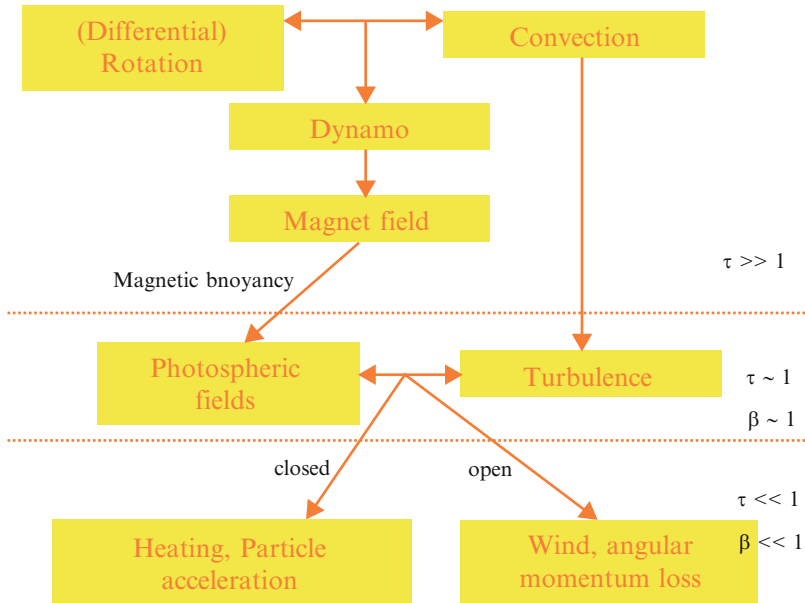 (Differential)
Rotation
Convection
Dynamo
Magnet field
τ >> 1
Magnetic bnoyancy
Photospheric
fields
Turbulence
τ ~ 1
β ~ 1
closed
open
τ << 1
Heating, Particle
acceleration
Wind, angular
momentum loss
β << 1